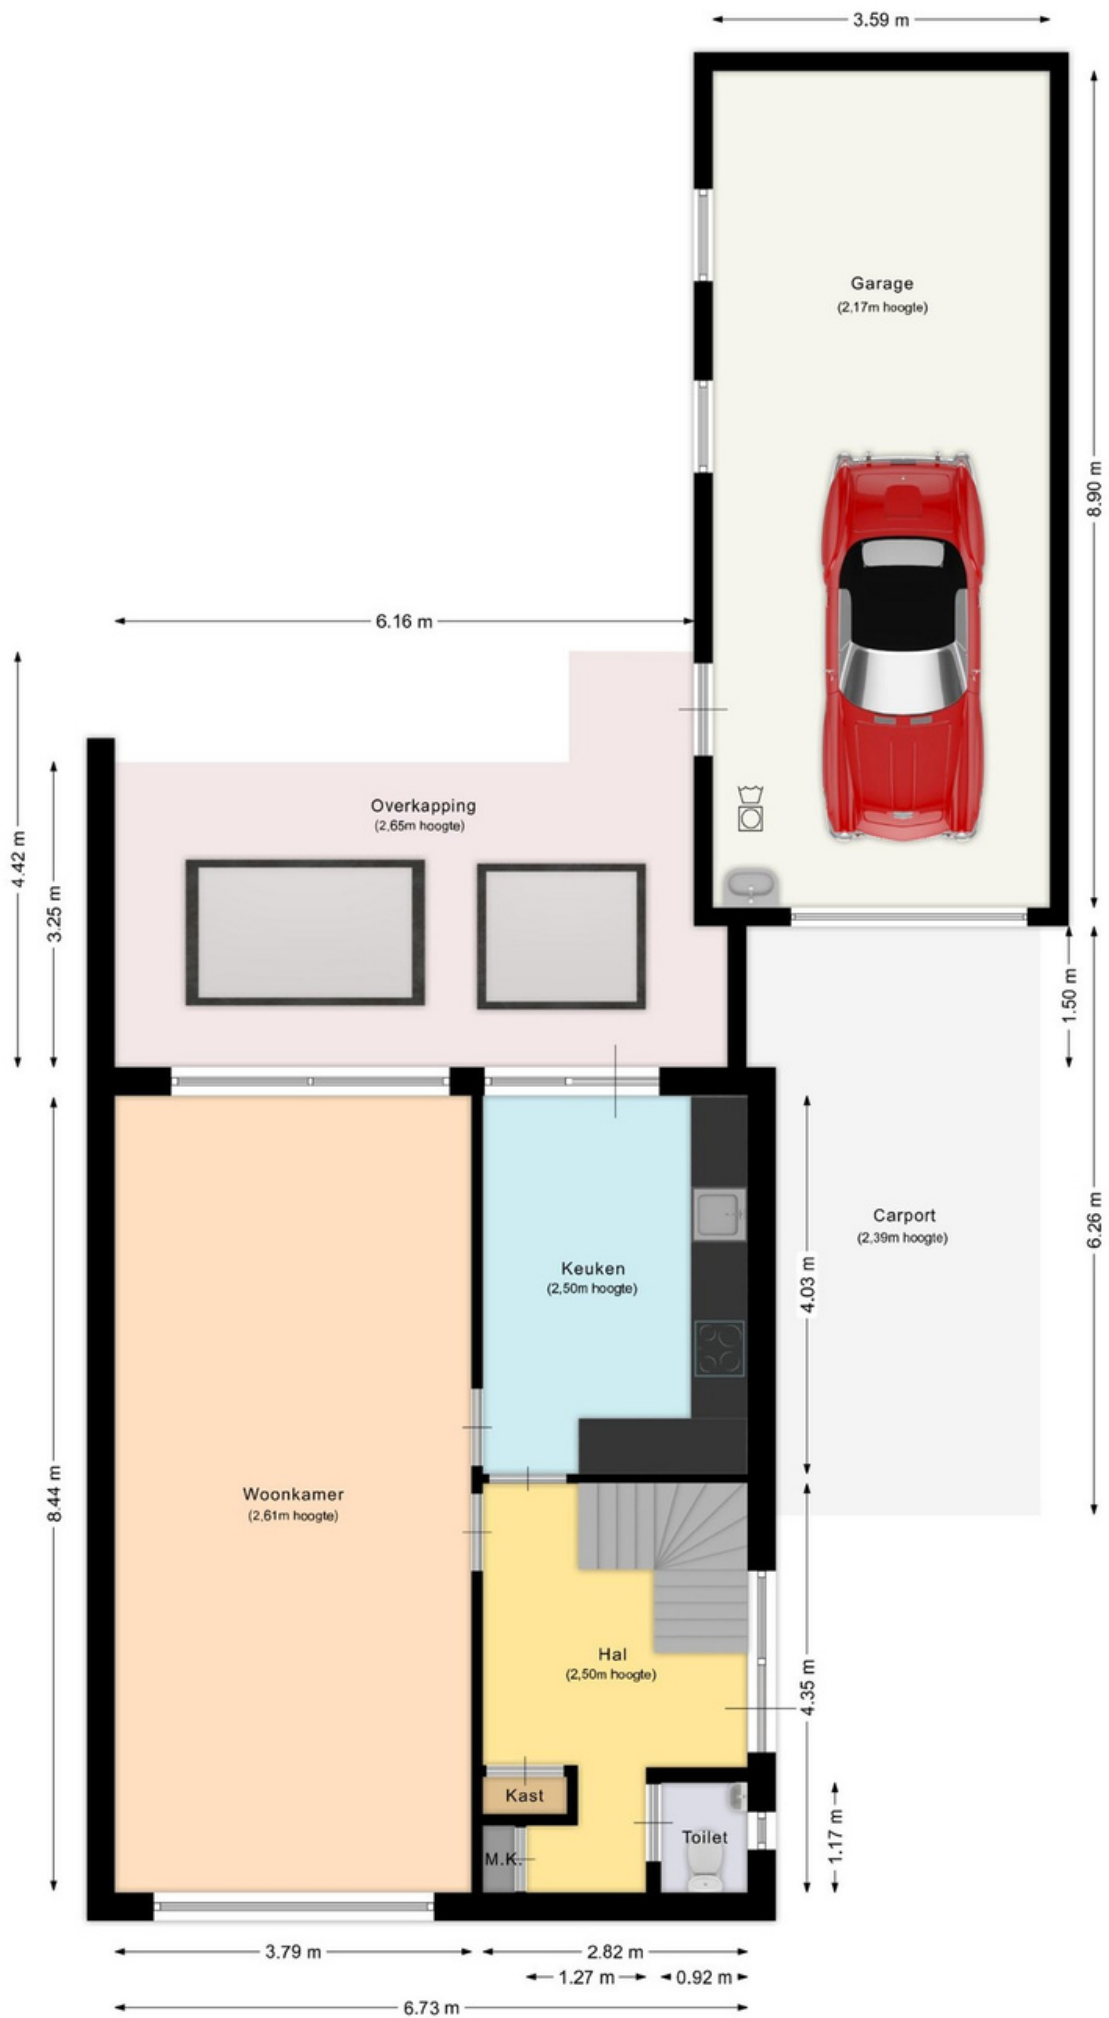 3.59 m
Garage
(2,17m hoogte)
8.90 m
6.16 m
4.42 m
3.25 m
Overkapping
(2,65m hoogte)
1.50 m
6.26 m
Carport
(2,39m hoogte)
4.03 m
Keuken
(2,50m hoogte)
8.44 m
Woonkamer
(2,61m hoogte)
Hal
(2,50m hoogte)
4.35 m
Kast
Toilet
1.17 m
M.K.
3.79 m
2.82 m
1.27 m
0.92 m
6.73 m